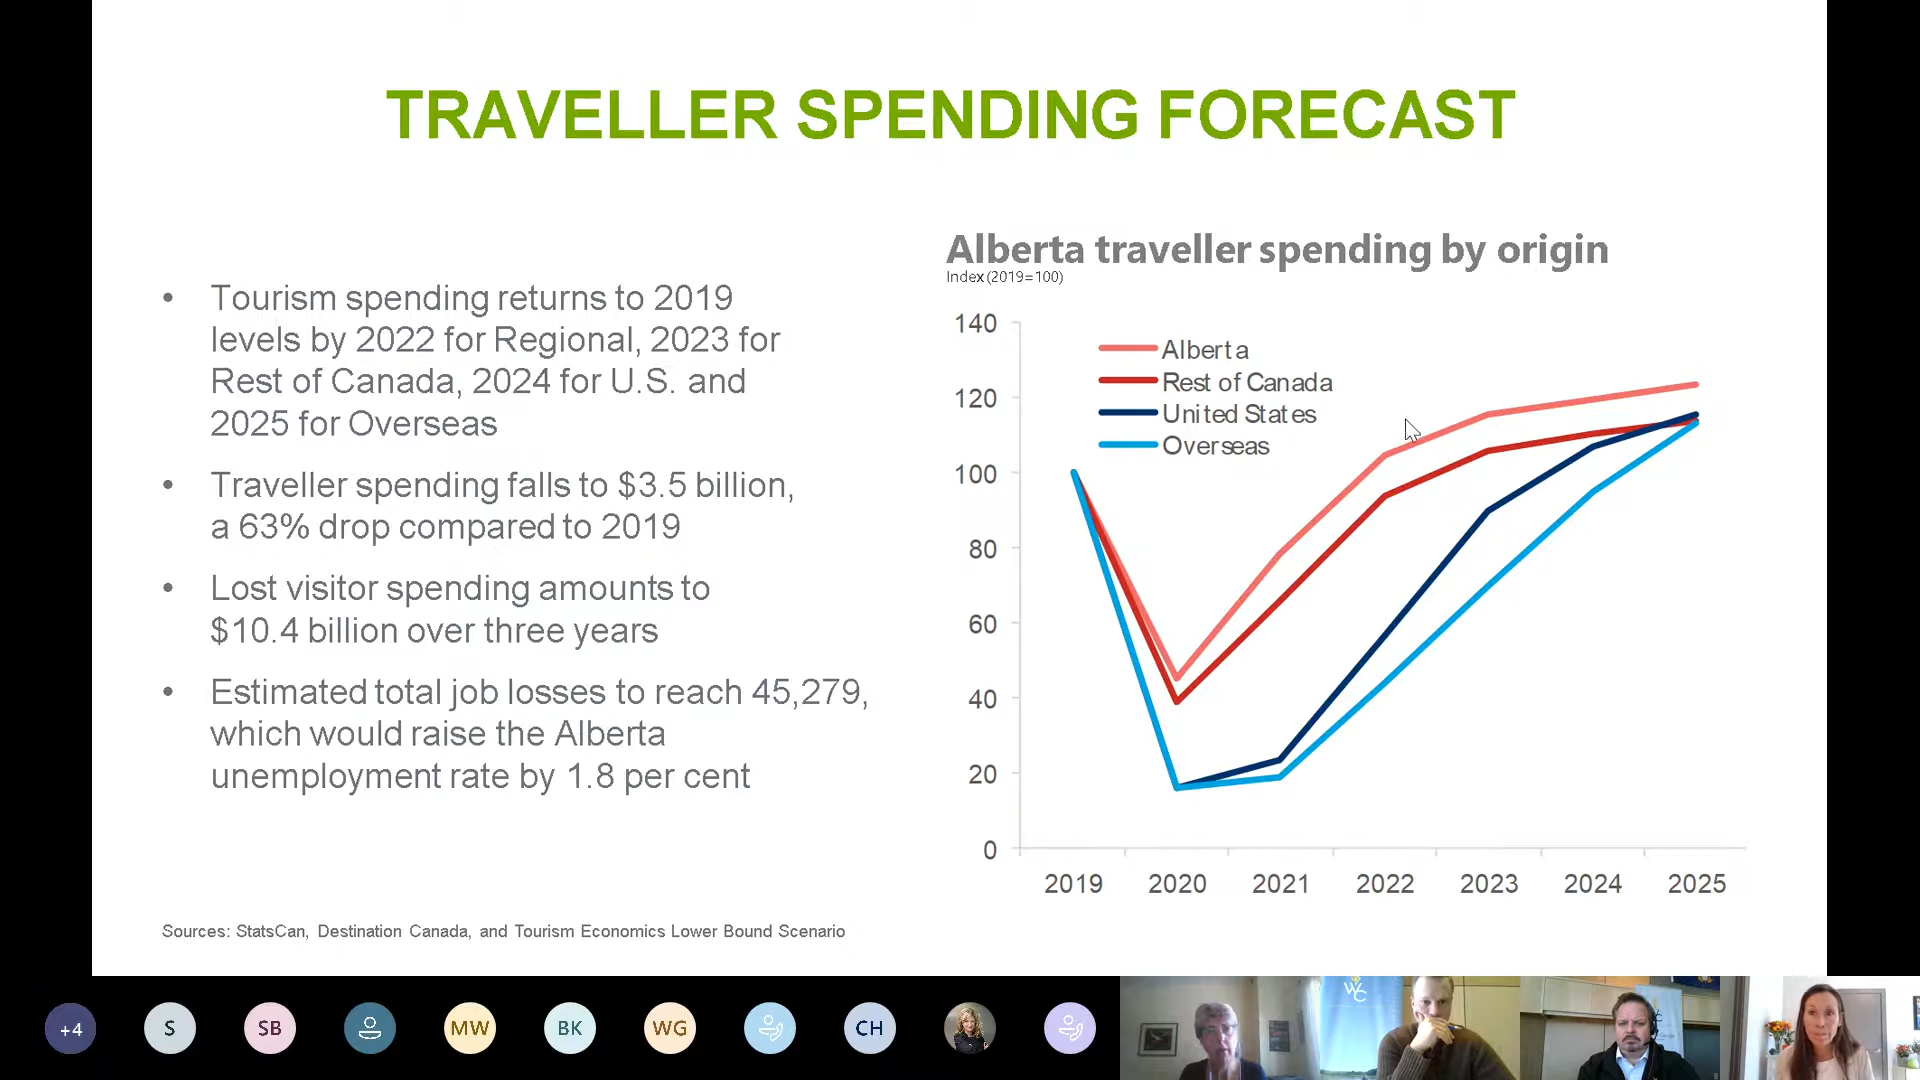 TRAVELLER SPENDING FORECAST
• Tourism spending returns to 2019
levels by 2022 for Regional, 2023 for
Rest of Canada, 2024 for U.S. and
2025 for Overseas
• Traveller spending falls to $3.5 billion,
a 63% drop compared to 2019
• Lost visitor spending amounts to
$10.4 billion over three years
• Estimated total job losses to reach 45,279,
which would raise the Alberta
unemployment rate by 1.8 per cent
Sources: StatsCan, Destination Canada, and Tourism Economics Lower Bound Scenario
Alberta traveller spending by origin
Index (2019=100)
140
120
100
80
60
40
20
0
Alberta
Rest of Canada
United States
Overseas
2019 2020 2021 2022 2023 2024 2025
+4 S SB MW BK WG CH
WC